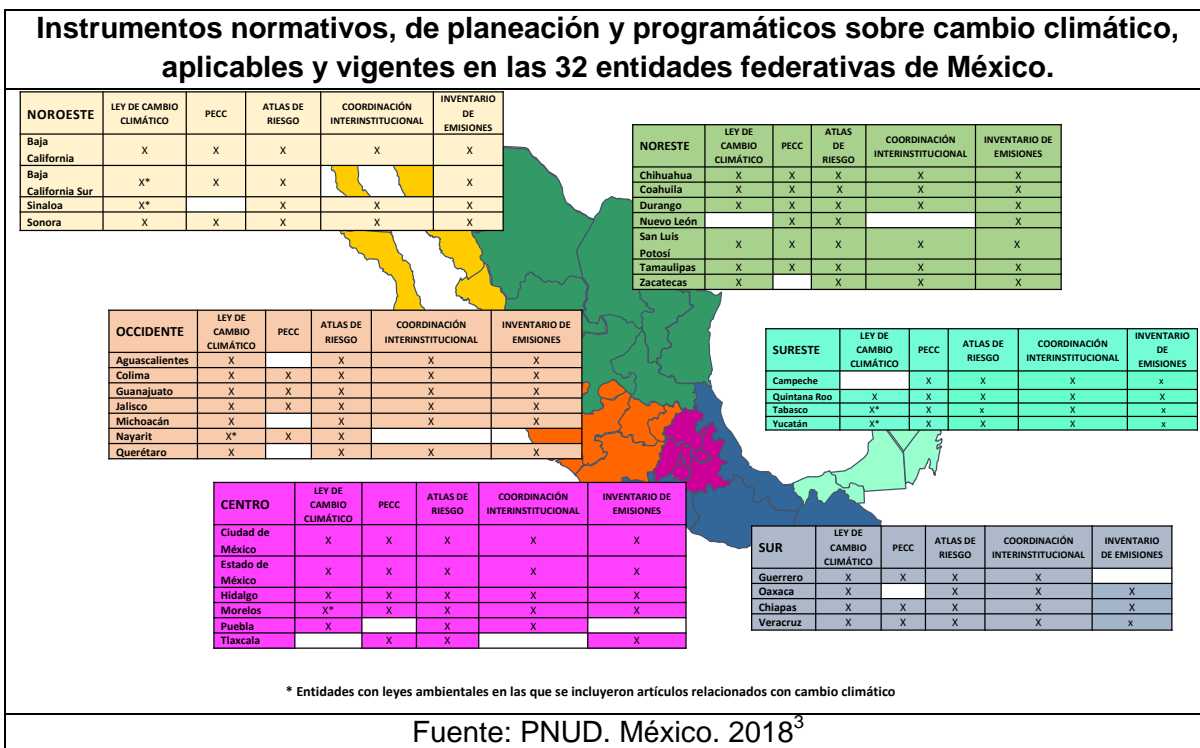 Instrumentos normativos, de planeación y programáticos sobre cambio climático,
aplicables y vigentes en las 32 entidades federativas de México.
NOROESTE LEY DE CAMBIO CLIMÁTICO PECC ATLAS DE RIESGO COORDINACIÓN INTERINSTITUCIONAL INVENTARIO DE EMISIONES
Baja California X X X X X
Baja California Sur X* X X X
Sinaloa X* X X X
Sonora X X X X X
NORESTE LEY DE CAMBIO CLIMÁTICO PECC ATLAS DE RIESGO COORDINACIÓN INTERINSTITUCIONAL INVENTARIO DE EMISIONES
Chihuahua X X X X X
Coahuila X X X X X
Durango X X X X X
Nuevo León X X X
San Luis Potosí X X X X X
Tamaulipas X X X X X
Zacatecas X X X X
OCCIDENTE LEY DE CAMBIO CLIMÁTICO PECC ATLAS DE RIESGO COORDINACIÓN INTERINSTITUCIONAL INVENTARIO DE EMISIONES
Aguascalientes X X X X
Colima X X X X X
Guanajuato X X X X X
Jalisco X X X X X
Michoacán X X X X
Nayarit X* X X
Querétaro X X X X
SURESTE LEY DE CAMBIO CLIMÁTICO PECC ATLAS DE RIESGO COORDINACIÓN INTERINSTITUCIONAL INVENTARIO DE EMISIONES
Campeche X X X x
Quintana Roo X X X X X
Tabasco X* X x X x
Yucatán X* X X X x
CENTRO LEY DE CAMBIO CLIMÁTICO PECC ATLAS DE RIESGO COORDINACIÓN INTERINSTITUCIONAL INVENTARIO DE EMISIONES
Ciudad de México X X X X X
Estado de México X X X X X
Hidalgo X X X X X
Morelos X* X X X X
Puebla X X X
Tlaxcala X X X
SUR LEY DE CAMBIO CLIMÁTICO PECC ATLAS DE RIESGO COORDINACIÓN INTERINSTITUCIONAL INVENTARIO DE EMISIONES
Guerrero X X X X
Oaxaca X X X X
Chiapas X X X X X
Veracruz X X X X x
* Entidades con leyes ambientales en las que se incluyeron artículos relacionados con cambio climático
Fuente: PNUD. México. 2018³